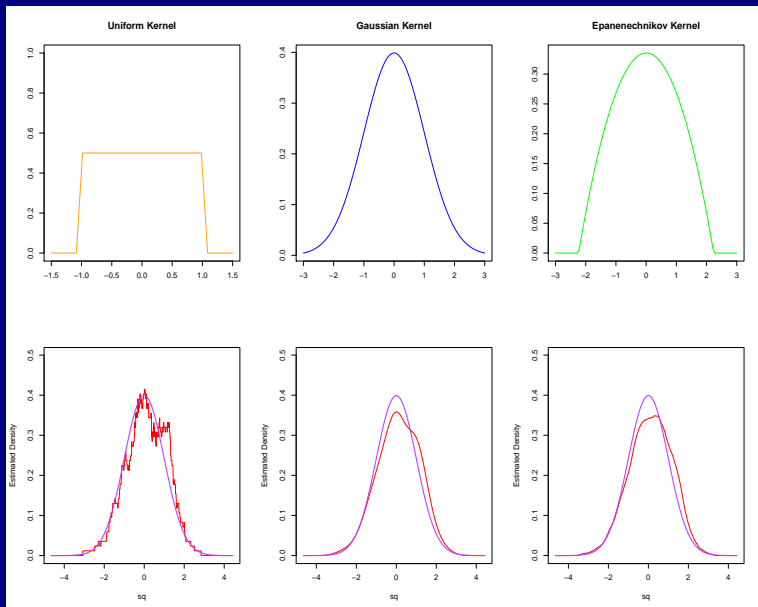 Uniform Kernel
Gaussian Kernel
Epanenechnikov Kernel
1.0
0.8
0.6
0.4
0.2
0.0
−1.5 −1.0 −0.5 0.0 0.5 1.0 1.5
0.4
0.3
0.2
0.1
0.0
−3 −2 −1 0 1 2 3
0.30
0.25
0.20
0.15
0.10
0.05
0.00
−3 −2 −1 0 1 2 3
Estimated Density
0.5
0.4
0.3
0.2
0.1
0.0
−4 −2 0 2 4
sq
Estimated Density
0.5
0.4
0.3
0.2
0.1
0.0
−4 −2 0 2 4
sq
Estimated Density
0.5
0.4
0.3
0.2
0.1
0.0
−4 −2 0 2 4
sq